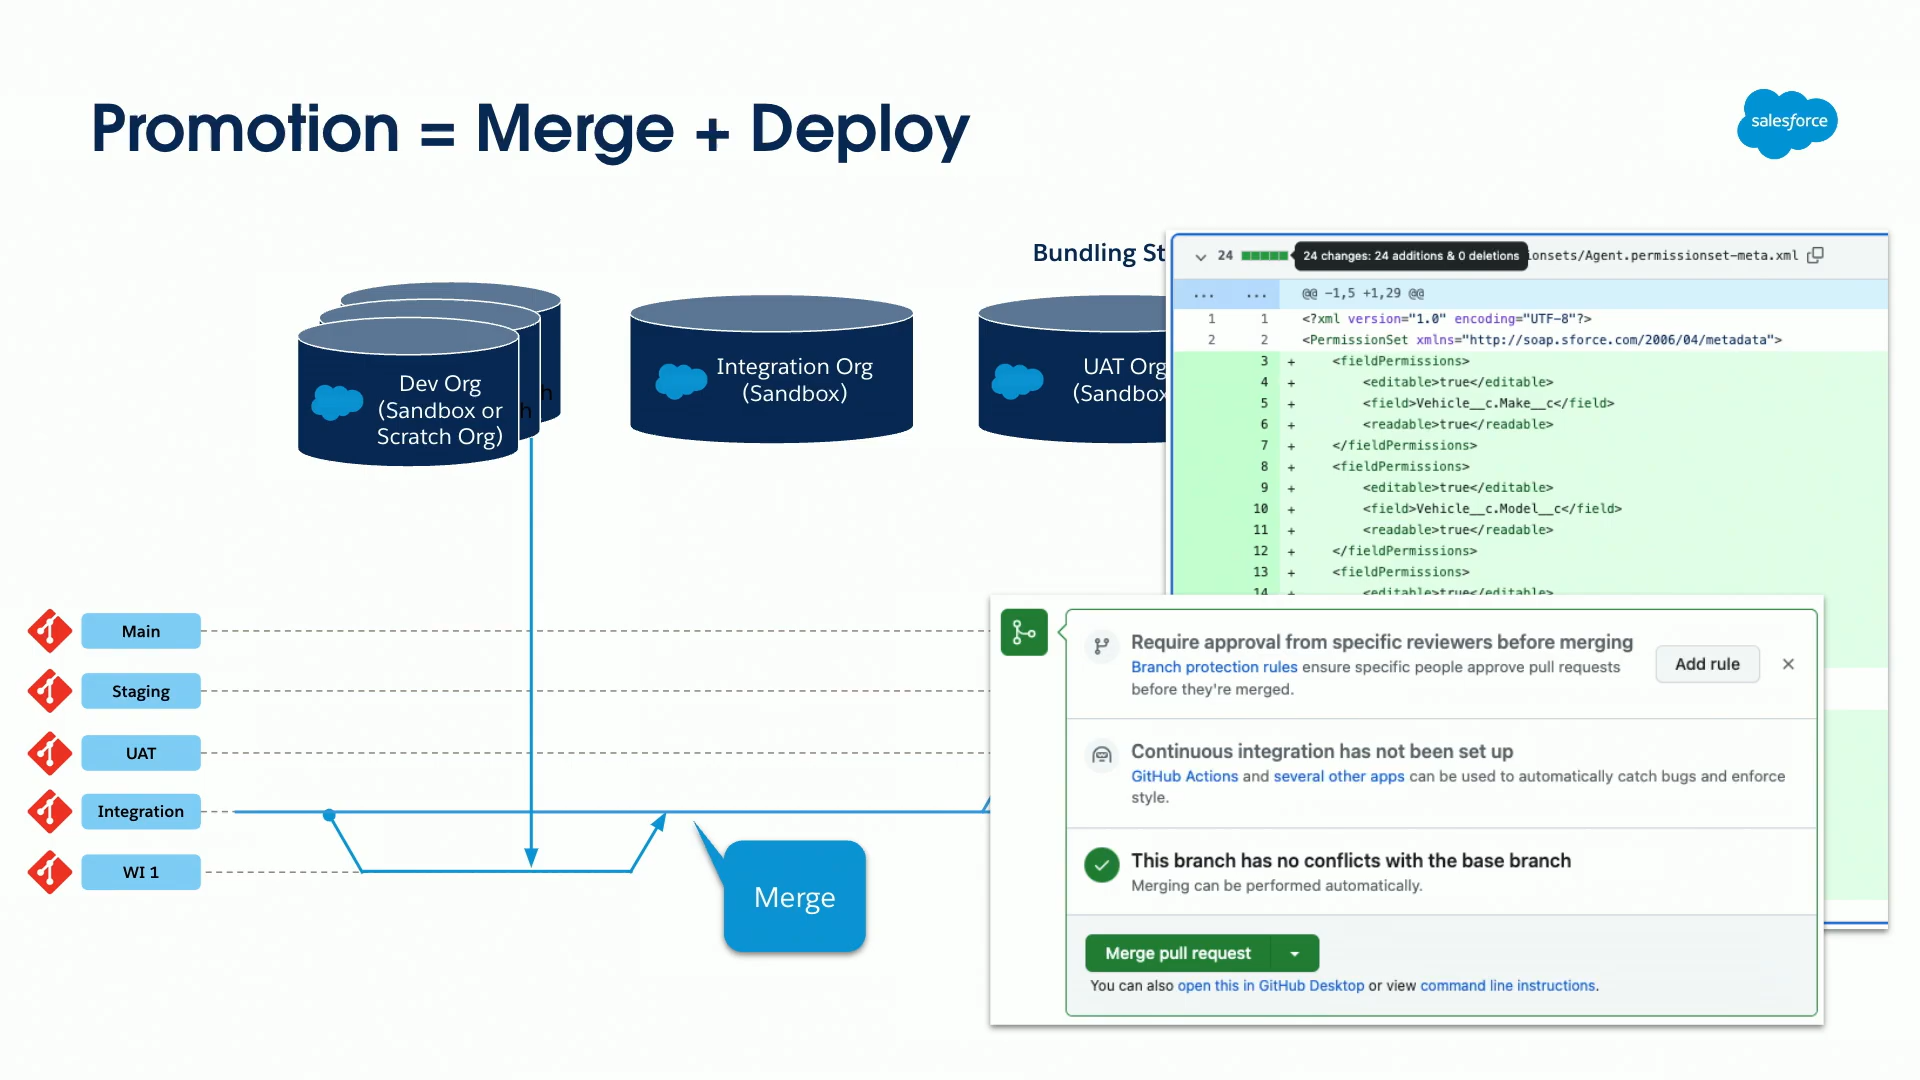 Promotion = Merge + Deploy
salesforce
Bundling St
Dev Org
(Sandbox or
Scratch Org)
h
h
Integration Org
(Sandbox)
UAT Org
(Sandbox
24
24 changes: 24 additions & 0 deletions
onsets/Agent.permissionset-meta.xml
... ... @@ -1,5 +1,29 @@
1 1 <?xml version="1.0" encoding="UTF-8"?>
2 2 <PermissionSet xmlns="http://soap.sforce.com/2006/04/metadata">
3 + <fieldPermissions>
4 + <editable>true</editable>
5 + <field>Vehicle__c.Make__c</field>
6 + <readable>true</readable>
7 + </fieldPermissions>
8 + <fieldPermissions>
9 + <editable>true</editable>
10 + <field>Vehicle__c.Model__c</field>
11 + <readable>true</readable>
12 + </fieldPermissions>
13 + <fieldPermissions>
14 + <editable>true</editable>
Main
Staging
UAT
Integration
WI 1
Merge
Require approval from specific reviewers before merging
Branch protection rules ensure specific people approve pull requests
before they're merged.
Add rule
Continuous integration has not been set up
GitHub Actions and several other apps can be used to automatically catch bugs and enforce
style.
This branch has no conflicts with the base branch
Merging can be performed automatically.
Merge pull request
You can also open this in GitHub Desktop or view command line instructions.